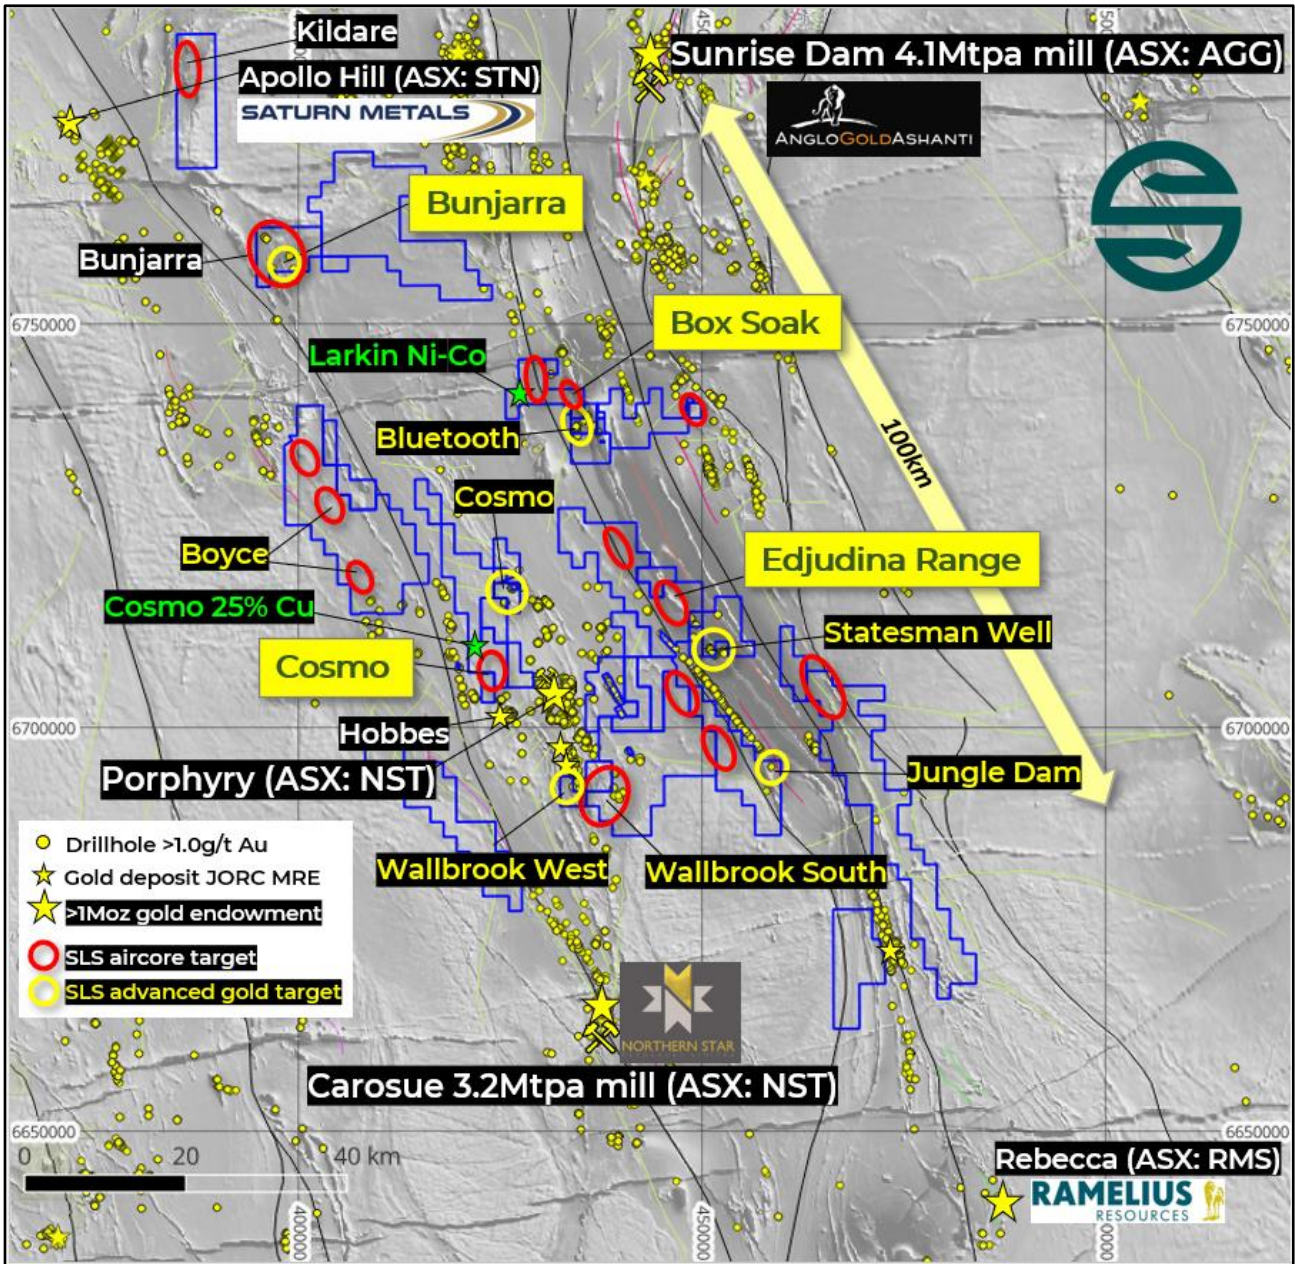 Kildare
Sunrise Dam 4.1Mtpa mill (ASX: AGG)
Apollo Hill (ASX: STN)
SATURN METALS
ANGLOGOLDASHANTI
Bunjarra
Bunjarra
6750000
6750000
Box Soak
Larkin Ni-Co
Bluetooth
100km
Cosmo
Boyce
Edjudina Range
Cosmo 25% Cu
Statesman Well
Cosmo
Hobbes
6700000
6700000
Porphyry (ASX: NST)
Jungle Dam
Wallbrook West
Wallbrook South
Drillhole >1.0g/t Au
Gold deposit JORC MRE
>1Moz gold endowment
SLS aircore target
SLS advanced gold target
NORTHERN STAR
Carosue 3.2Mtpa mill (ASX: NST)
6650000
6650000
0 20 40 km
Rebecca (ASX: RMS)
RAMELIUS
RESOURCES
400000
450000